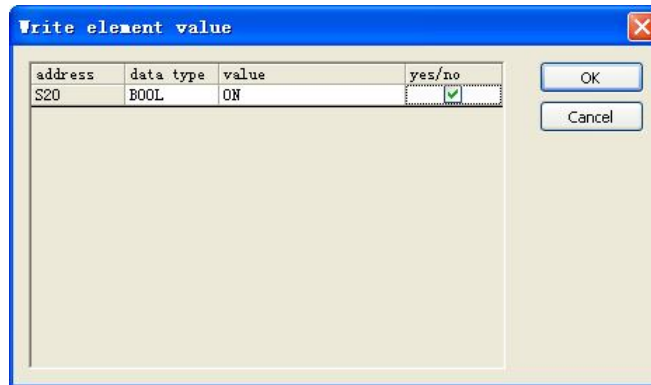 Write element value
address data type value yes/no
S20 BOOL ON
OK
Cancel